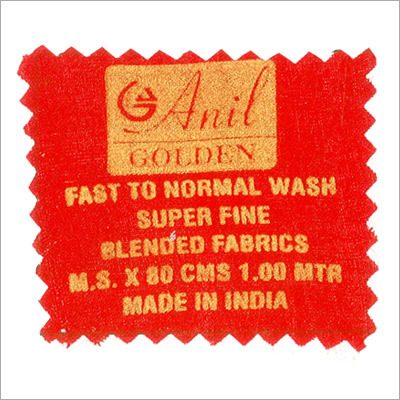 Anil
GOLDEN
FAST TO NORMAL WASH
SUPER FINE
BLENDED FABRICS
M.S. X 80 CMS 1.00 MTR
MADE IN INDIA